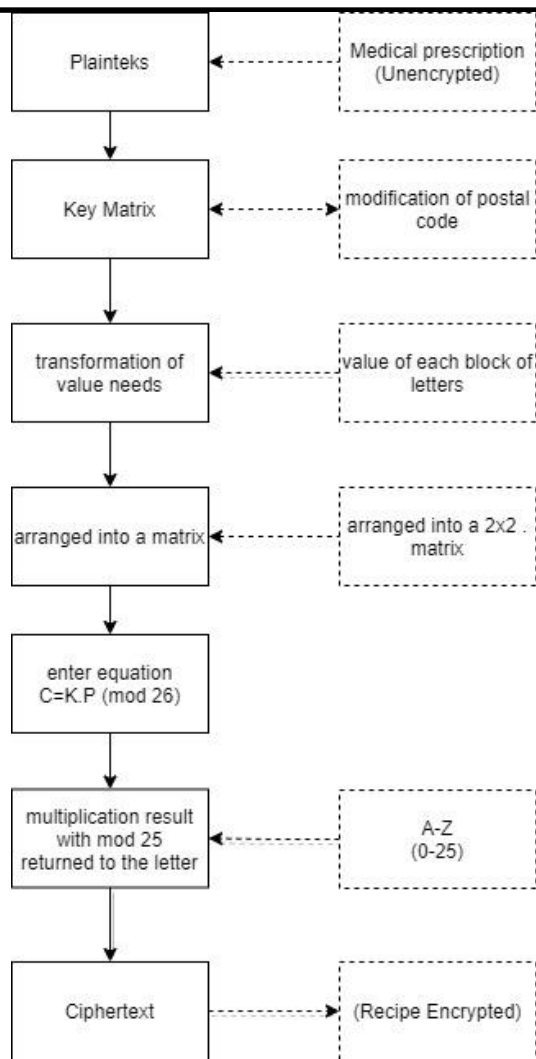 Plainteks
Medical prescription
(Unencrypted)
Key Matrix
modification of postal
code
transformation of
value needs
value of each block of
letters
arranged into a matrix
arranged into a 2x2 .
matrix
enter equation
C=K.P (mod 26)
multiplication result
with mod 25
returned to the letter
A-Z
(0-25)
Ciphertext
(Recipe Encrypted)